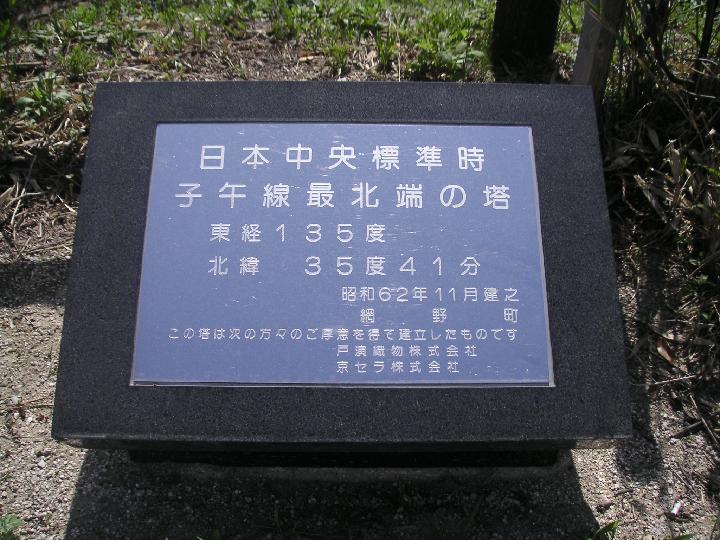 日本中央標準時
子午線最北端の塔
東経135度
北緯　35度41分
昭和62年11月建之
網野町
この塔は次の方々のご厚意を得て建立したものです
戸濱織物株式会社
京セラ株式会社